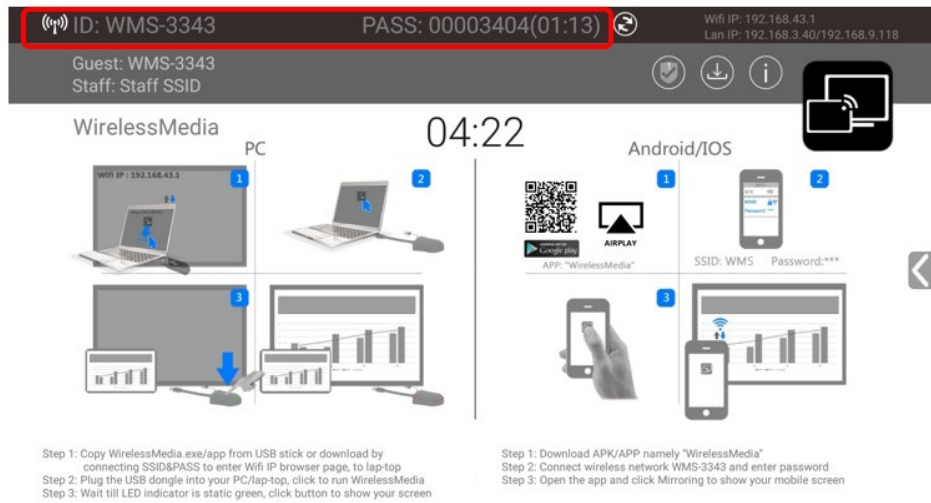 ID: WMS-3343
PASS: 00003404(01:13)
Wifi IP: 192.168.43.1
Lan IP: 192.168.3.40/192.168.9.118
Guest: WMS-3343
Staff: Staff SSID
WirelessMedia
04:22
PC
Android/IOS
Wifi IP : 192.168.43.1
1
2
3
1
2
Google play
AIRPLAY
APP: "WirelessMedia"
WMS
Password: **
SSID: WMS Password:***
3
Step 1: Copy WirelessMedia.exe/app from USB stick or download by
connecting SSID&PASS to enter Wifi IP browser page, to lap-top
Step 2: Plug the USB dongle into your PC/lap-top, click to run WirelessMedia
Step 3: Wait till LED indicator is static green, click button to show your screen
Step 1: Download APK/APP namely "WirelessMedia"
Step 2: Connect wireless network WMS-3343 and enter password
Step 3: Open the app and click Mirroring to show your mobile screen